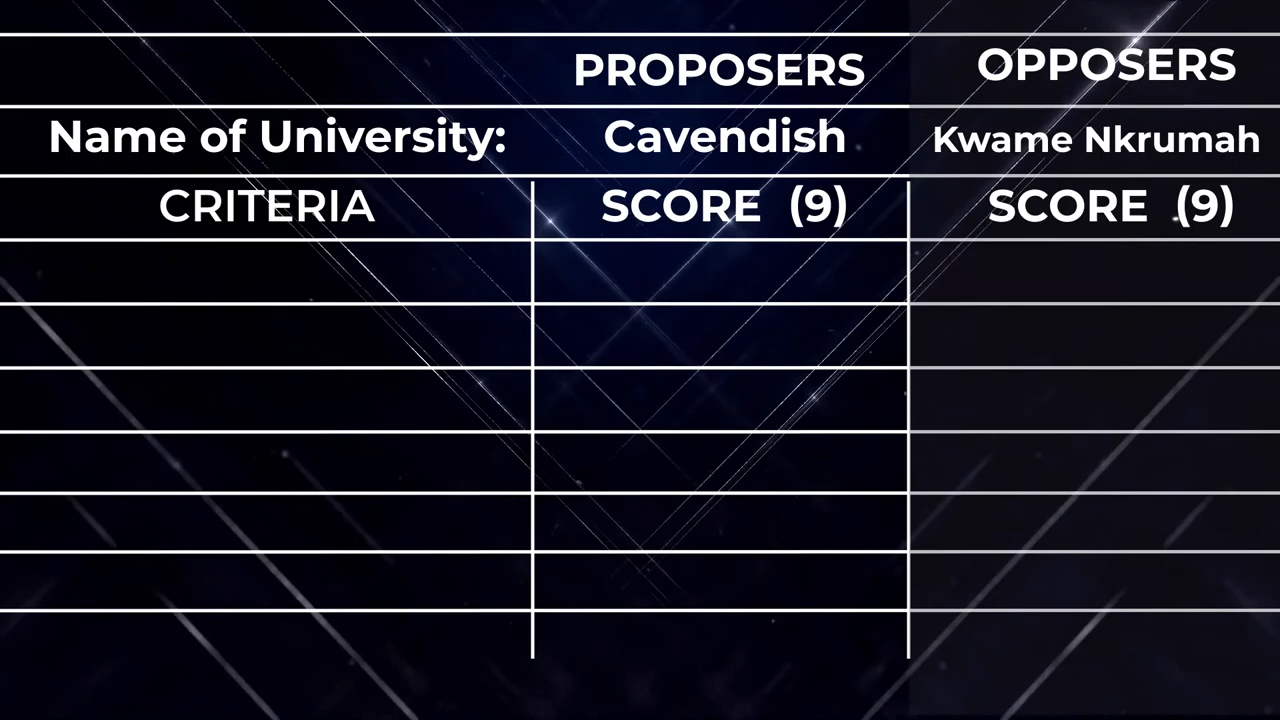 PROPOSERS OPPOSERS
Name of University: Cavendish Kwame Nkrumah
CRITERIA SCORE (9) SCORE (9)